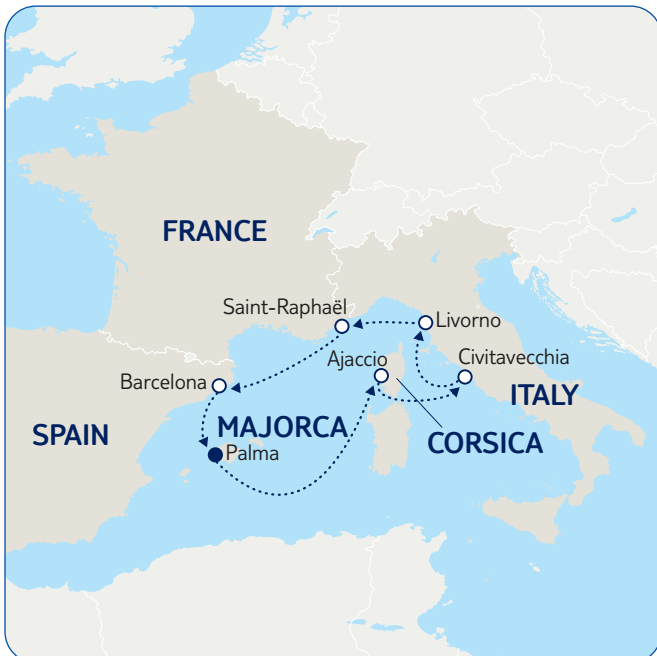 FRANCE
Saint-Raphaël
Livorno
Ajaccio
Civitavecchia
Barcelona
ITALY
SPAIN
MAJORCA
CORSICA
Palma